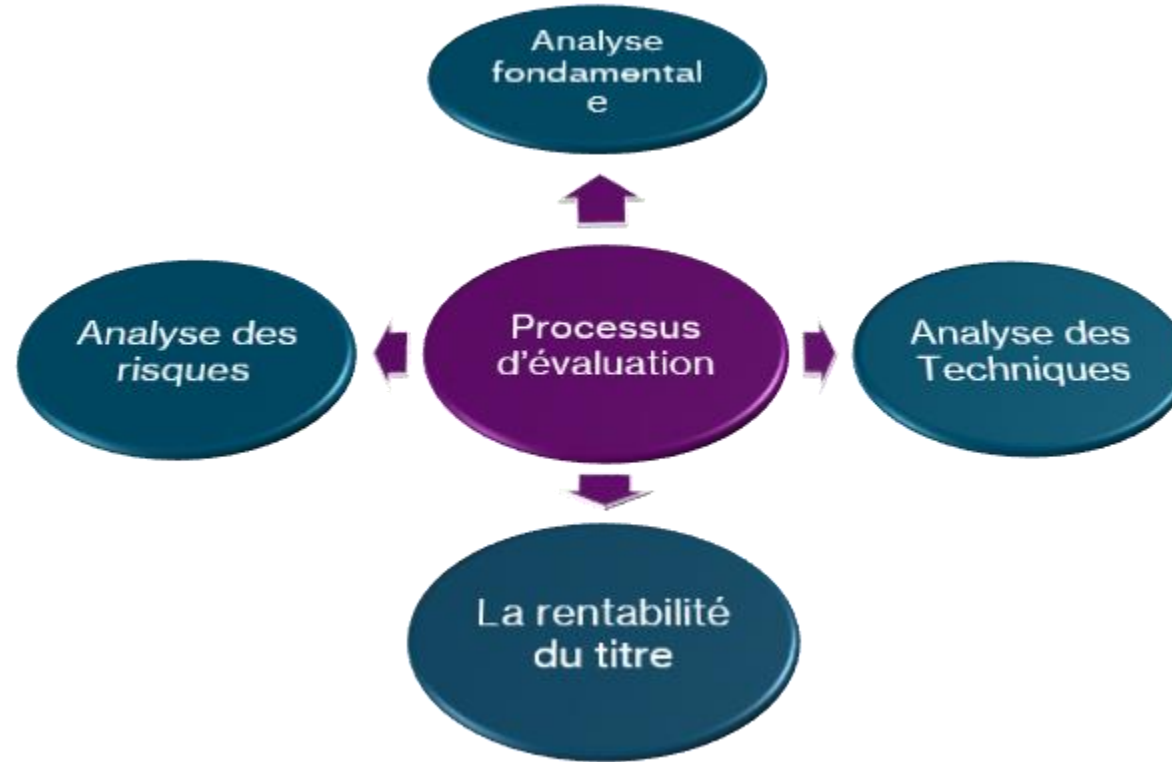 Analyse
fondamental
e
Analyse des
risques
Processus
d'évaluation
Analyse des
Techniques
La rentabilité
du titre